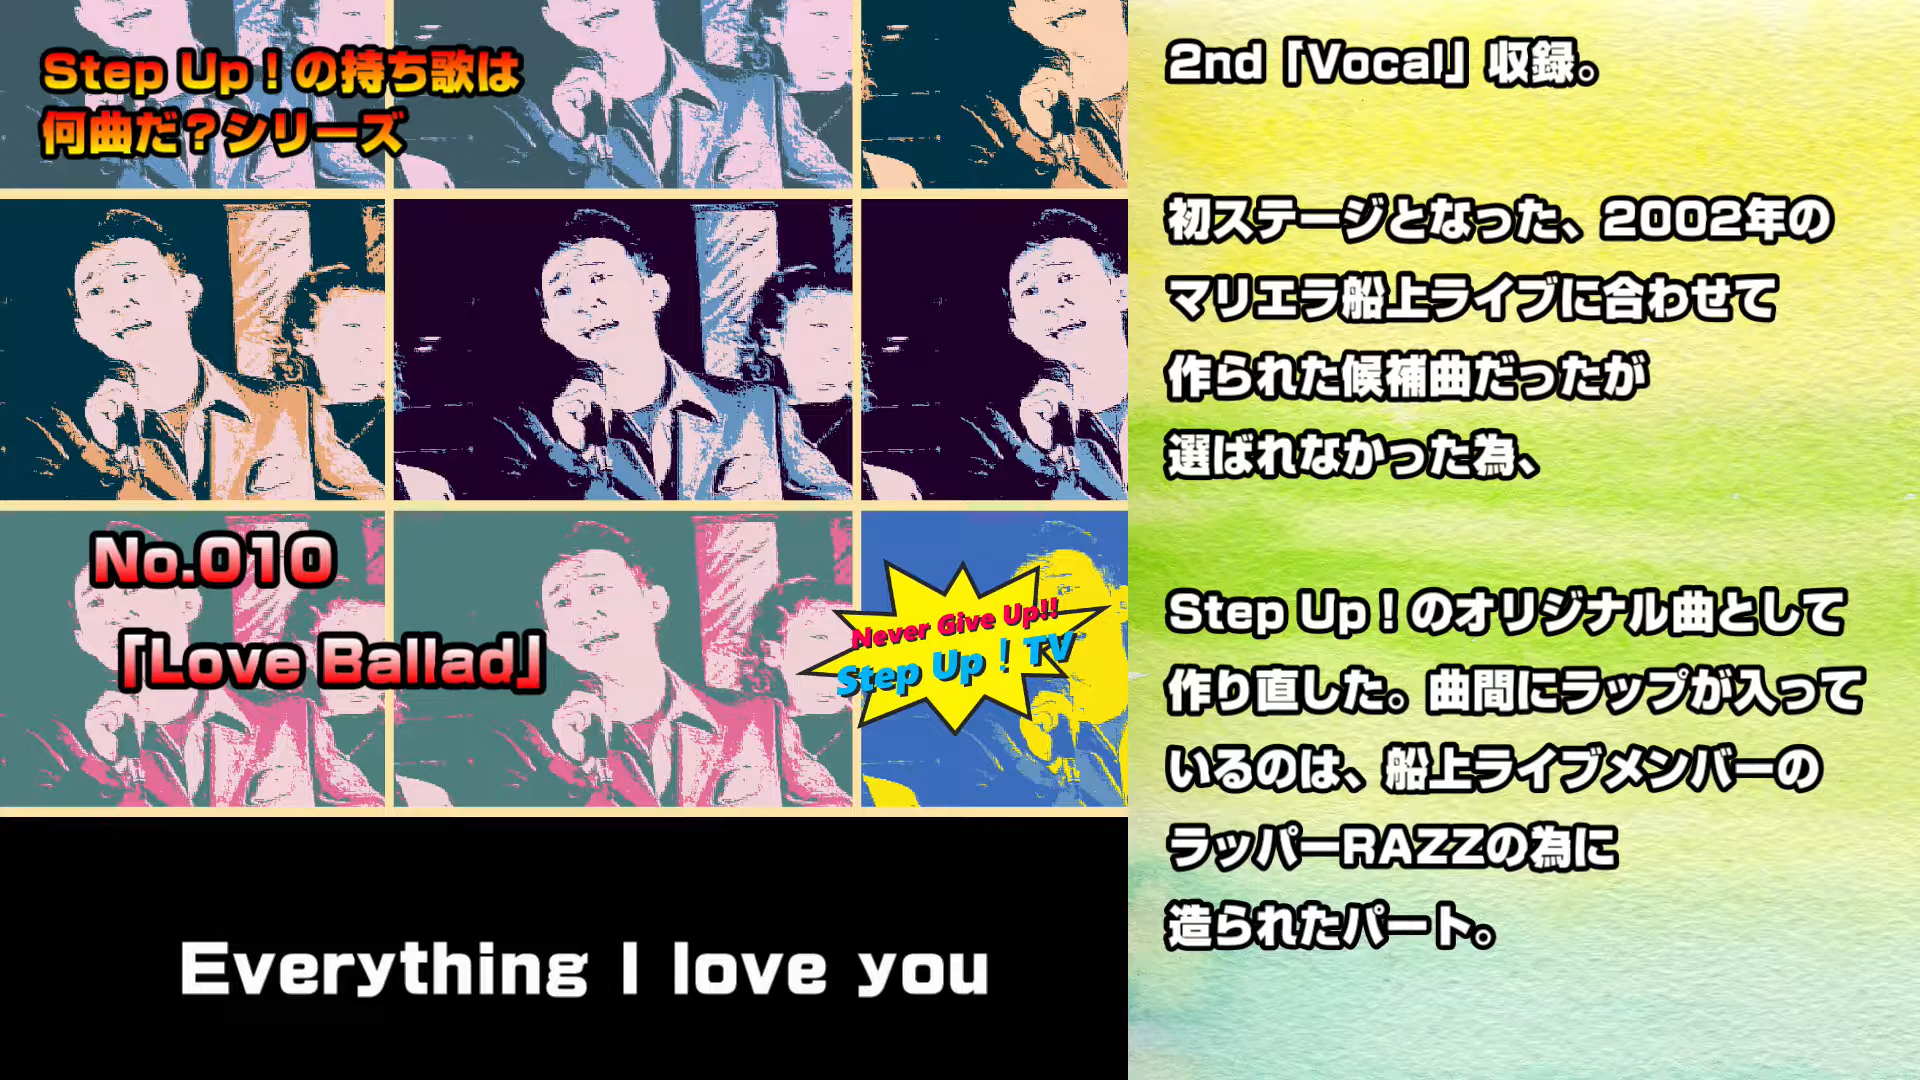 Step Up！の持ち歌は
何曲だ？シリーズ
No.010
「Love Ballad」
Never Give Up!!
Step Up！TV
Everything I love you
2nd「Vocal」収録。
初ステージとなった、2002年の
マリエラ船上ライブに合わせて
作られた候補曲だったが
選ばれなかった為、
Step Up！のオリジナル曲として
作り直した。曲間にラップが入って
いるのは、船上ライブメンバーの
ラッパーRAZZの為に
造られたパート。